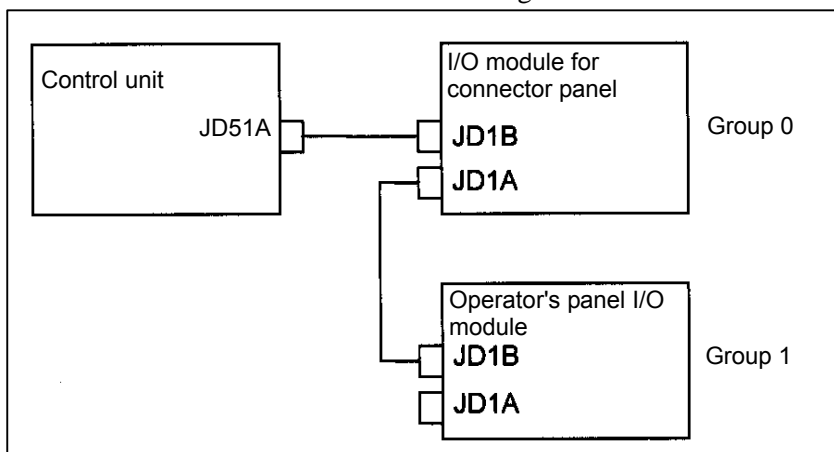 Control unit
JD51A
I/O module for
connector panel
JD1B
JD1A
Group 0
Operator's panel I/O
module
JD1B
JD1A
Group 1